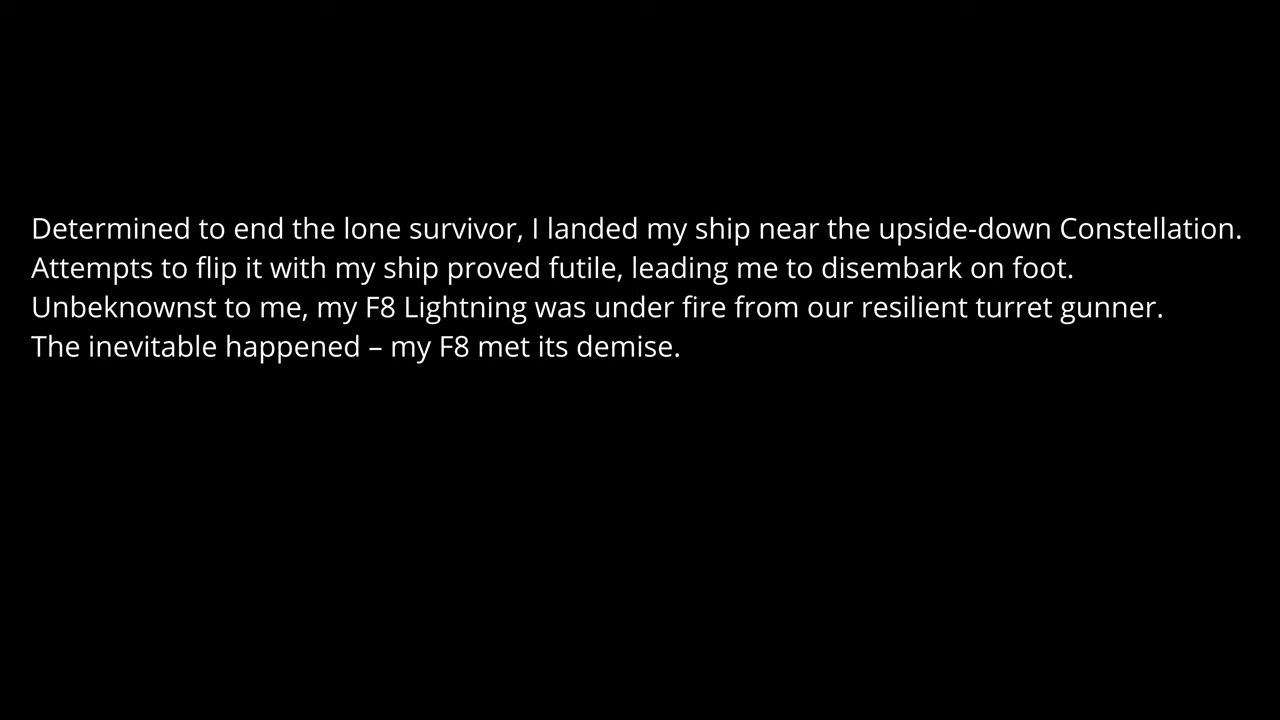 Determined to end the lone survivor, I landed my ship near the upside-down Constellation.
Attempts to flip it with my ship proved futile, leading me to disembark on foot.
Unbeknownst to me, my F8 Lightning was under fire from our resilient turret gunner.
The inevitable happened – my F8 met its demise.